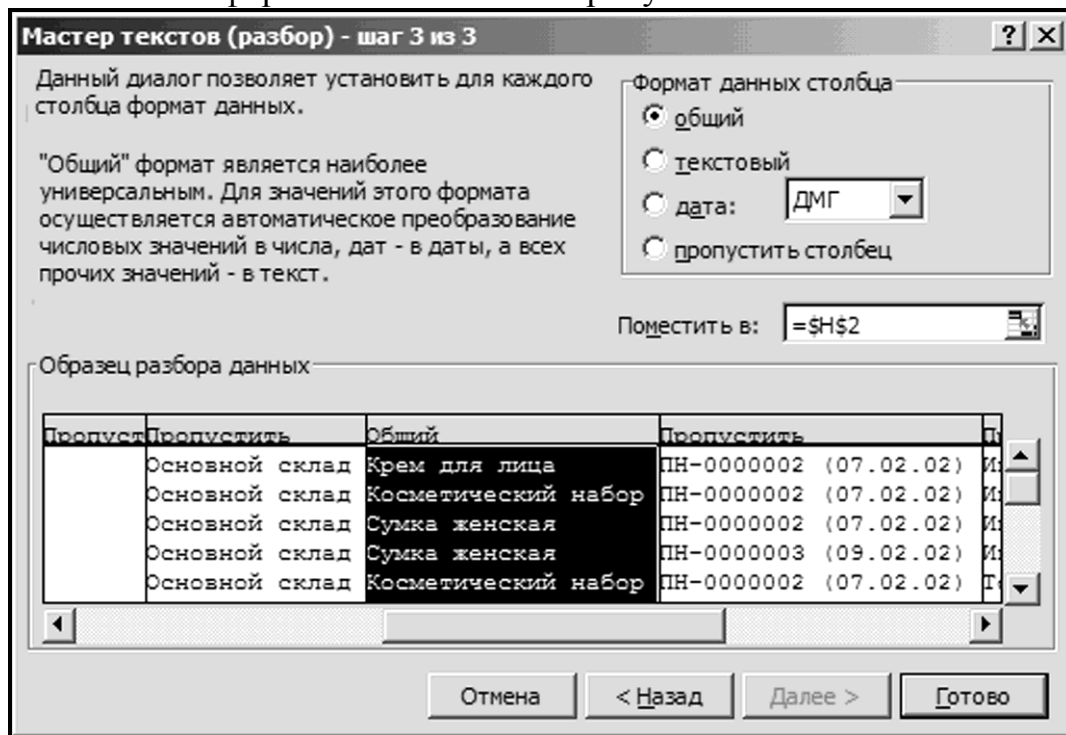 Мастер текстов (разбор) - шаг 3 из 3
Данный диалог позволяет установить для каждого
столбца формат данных.
"Общий" формат является наиболее
универсальным. Для значений этого формата
осуществляется автоматическое преобразование
числовых значений в числа, дат - в даты, а всех
прочих значений - в текст.
Формат данных столбца
общий
текстовый
дата: ДМГ
пропустить столбец
Поместить в: =$H$2
Образец разбора данных
Пропуст Пропустить Общий Пропустить
Основной склад Крем для лица ПН-0000002 (07.02.02)
Основной склад Косметический набор ПН-0000002 (07.02.02)
Основной склад Сумка женская ПН-0000002 (07.02.02)
Основной склад Сумка женская ПН-0000003 (09.02.02)
Основной склад Косметический набор ПН-0000002 (07.02.02)
Отмена < Назад Далее > Готово